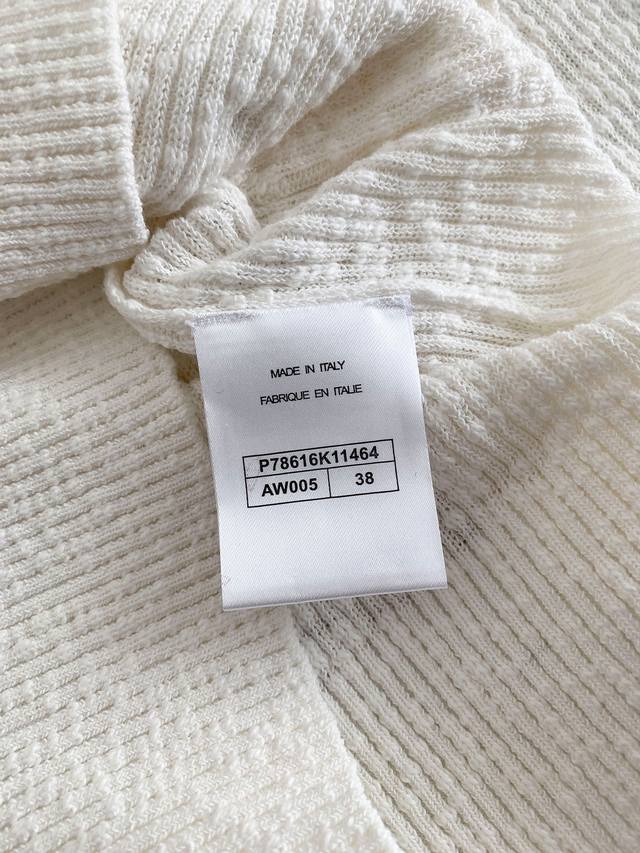 MADE IN ITALY
FABRIQUE EN ITALIE
P78616K11464
AW005 38